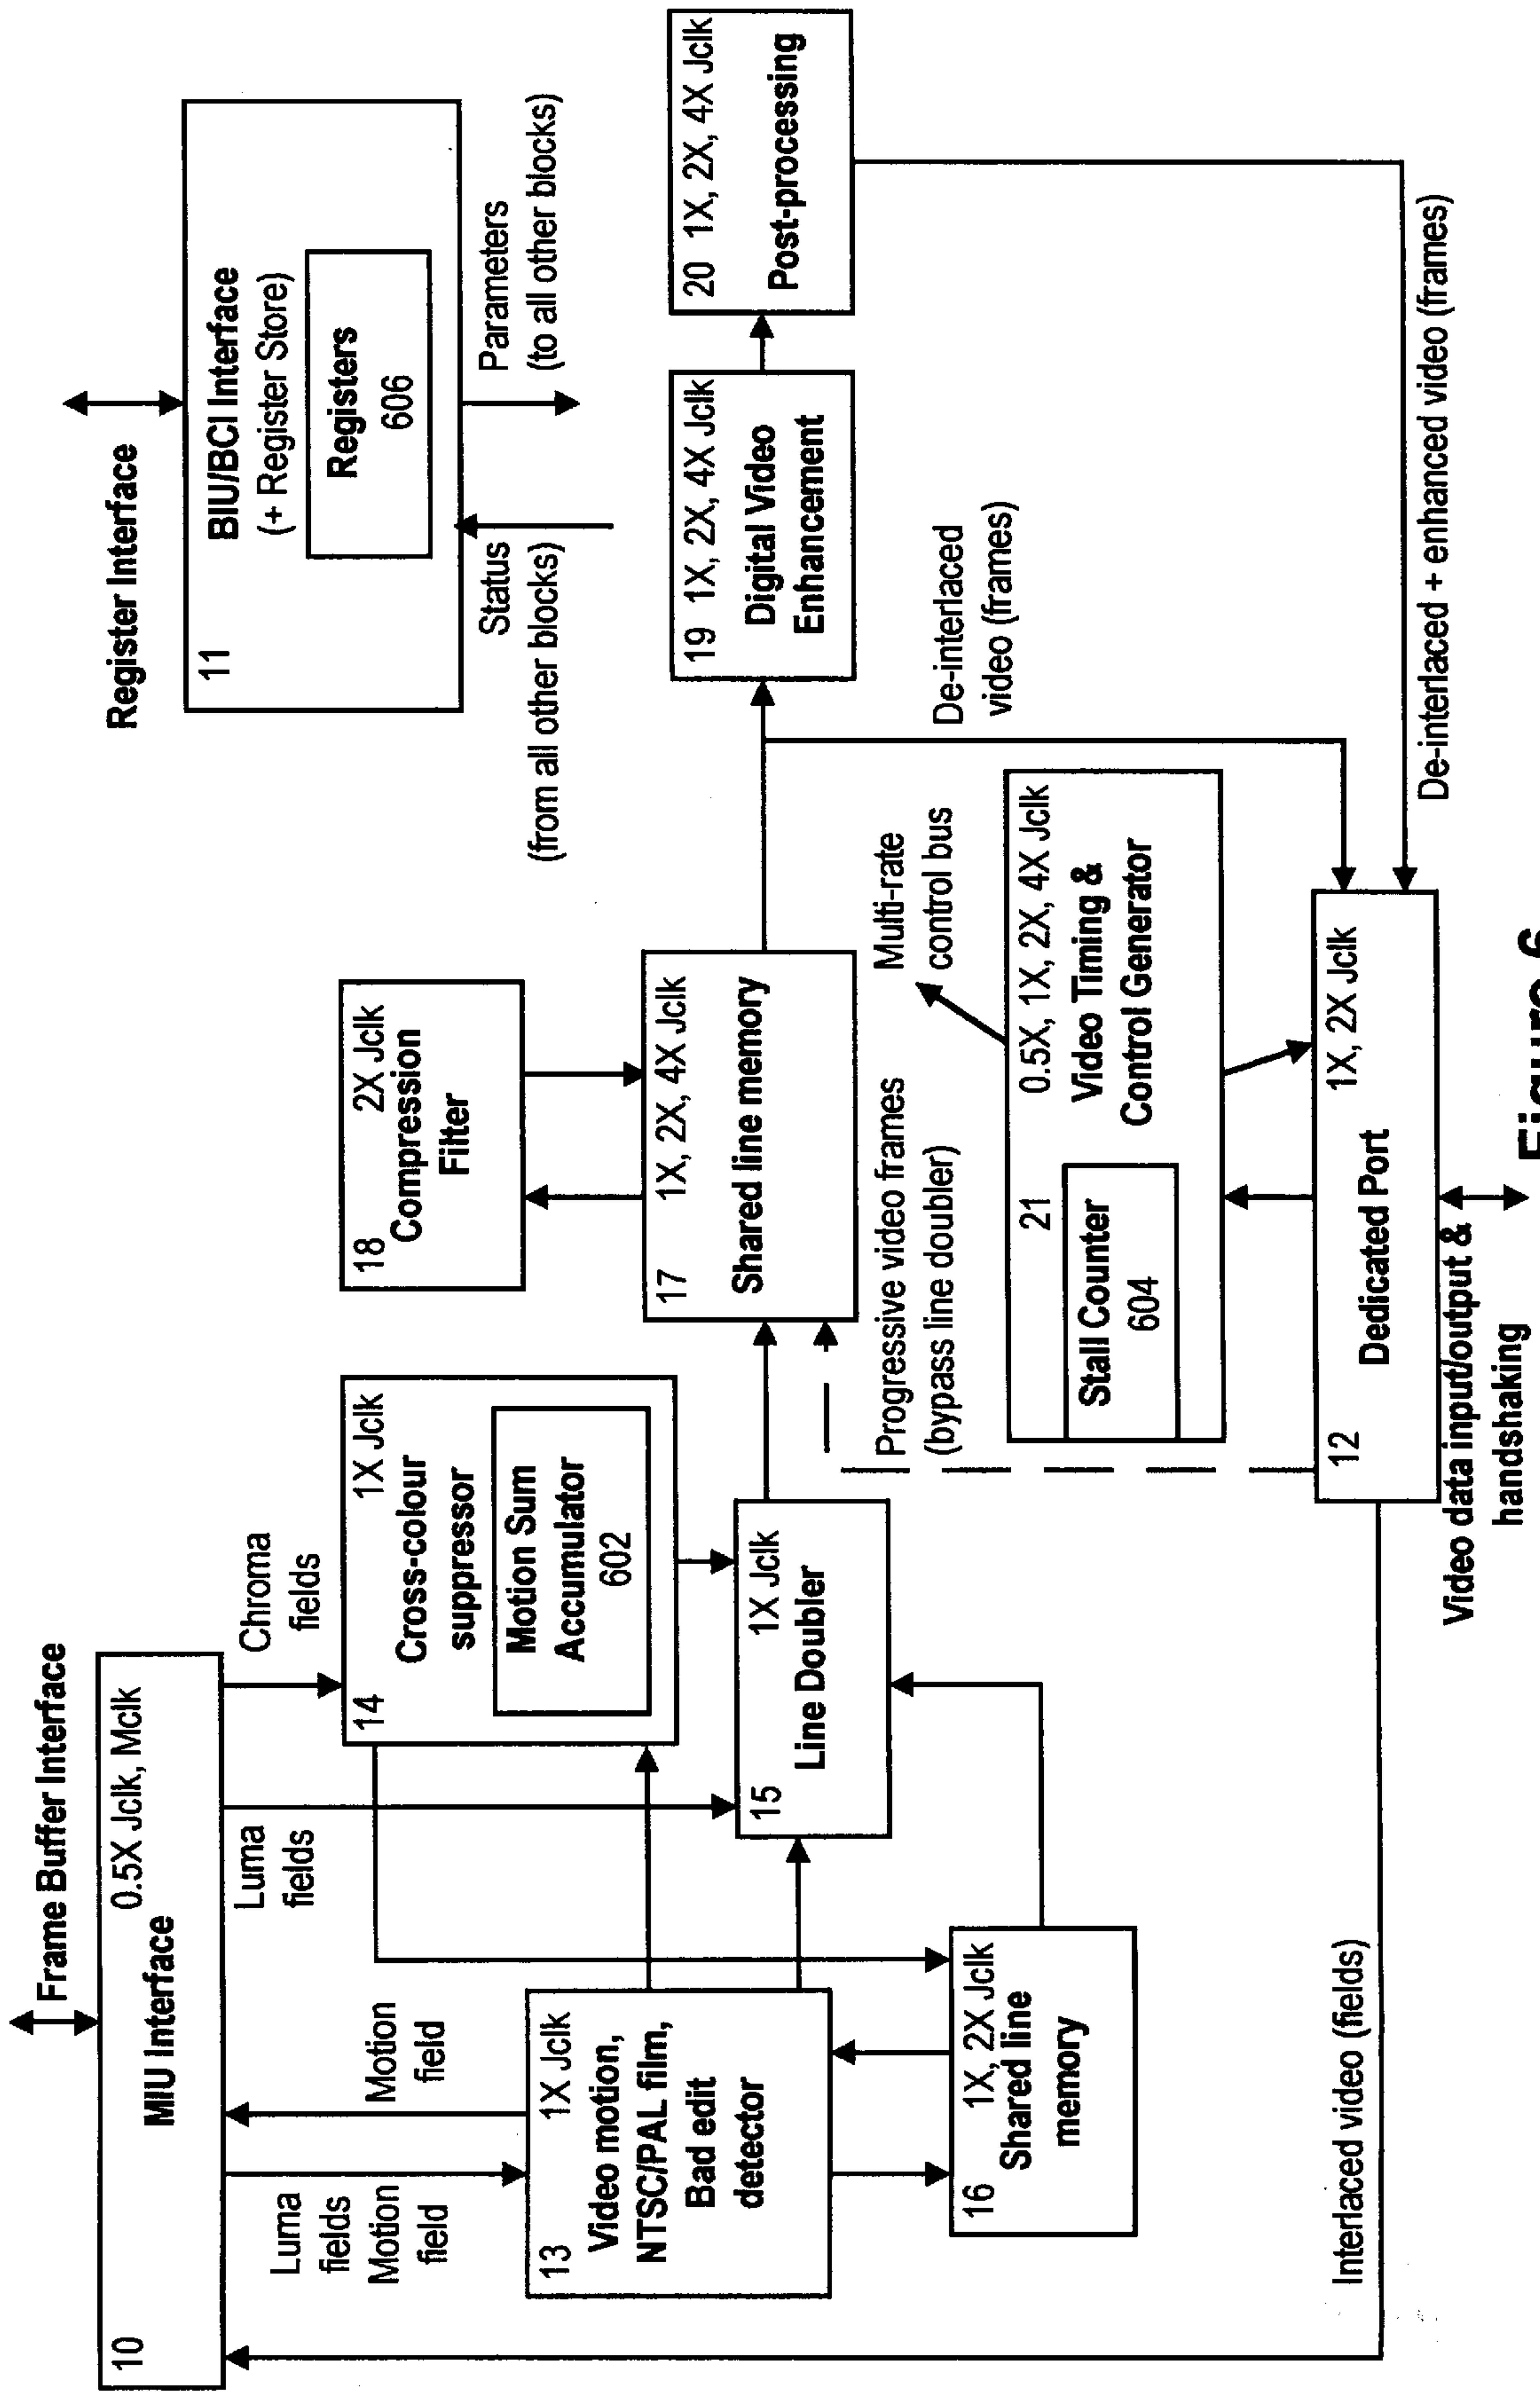 Frame Buffer Interface
Register Interface
10
0.5X Jclk, Mclk
MIU Interface
11
BIU/BCI Interface
(+ Register Store)
Registers
606
Status
(from all other blocks)
Parameters
(to all other blocks)
Luma
fields
Motion
field
Motion
field
Luma
fields
Chroma
fields
13
1X Jclk
Video motion,
NTSC/PAL film,
Bad edit
detector
14
1X Jclk
Cross-colour
suppressor
Motion Sum
Accumulator
602
15
1X Jclk
Line Doubler
16
1X, 2X Jclk
Shared line
memory
18
2X Jclk
Compression
Filter
17
1X, 2X, 4X Jclk
Shared line memory
19
1X, 2X, 4X Jclk
Digital Video
Enhancement
20
1X, 2X, 4X Jclk
Post-processing
Progressive video frames
(bypass line doubler)
Multi-rate
control bus
De-interlaced
video (frames)
21
0.5X, 1X, 2X, 4X Jclk
Video Timing &
Control Generator
Stall Counter
604
12
1X, 2X Jclk
Dedicated Port
Interlaced video (fields)
De-interlaced + enhanced video (frames)
Video data input/output &
handshaking
Figure 6